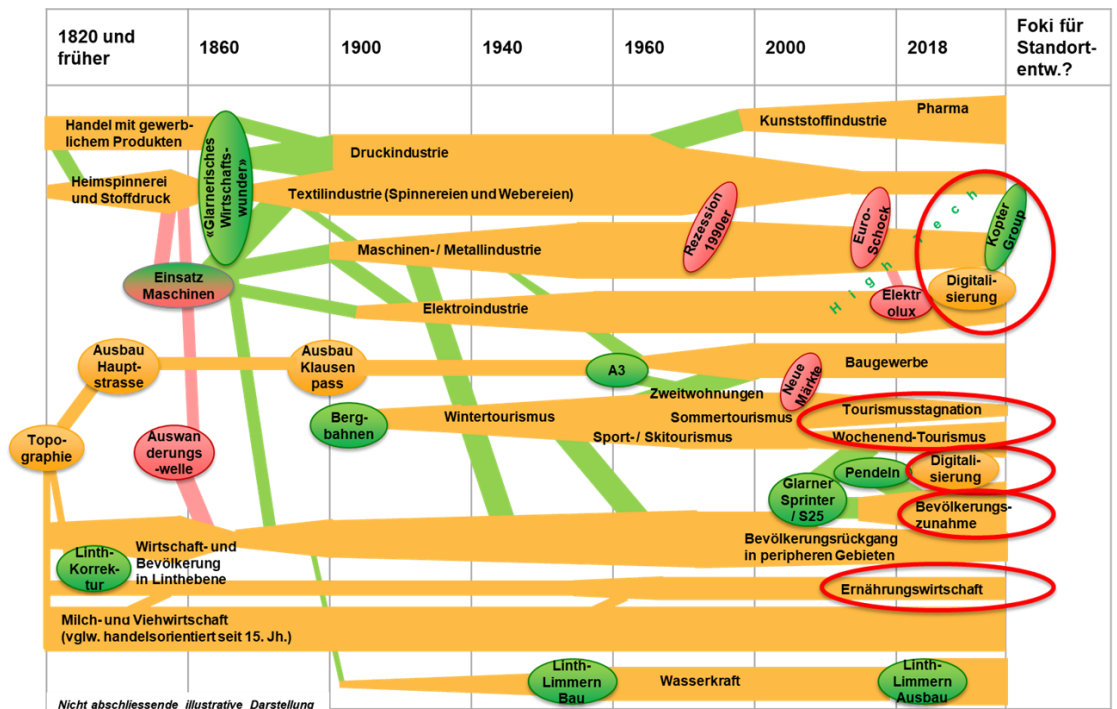 1820 und
früher
1860
1900
1940
1960
2000
2018
Foki für
Standort-
entw.?
Handel mit gewerb-
lichem Produkten
Heimspinnerei
und Stoffdruck
«Glarnerisches
Wirtschafts-
wunder»
Einsatz
Maschinen
Druckindustrie
Textilindustrie (Spinnereien und Webereien)
Maschinen-/ Metallindustrie
Elektroindustrie
Kunststoffindustrie
Pharma
Rezession
1990er
Euro-
Schock
High Tech
Kopter
Group
Digitali-
sierung
Elektr
olux
Ausbau
Haupt-
strasse
Ausbau
Klausen
pass
A3
Baugewerbe
Zweitwohnungen
Neue
Märkte
Berg-
bahnen
Wintertourismus
Sommertourismus
Sport-/ Skitourismus
Tourismusstagnation
Wochenend-Tourismus
Topo-
graphie
Auswan
derungs
-welle
Pendeln
Digitali-
sierung
Glarner
Sprinter
/ S25
Bevölkerungs-
zunahme
Linth-
Korrek-
tur
Wirtschaft- und
Bevölkerung
in Linthebene
Bevölkerungsrückgang
in peripheren Gebieten
Ernährungswirtschaft
Milch- und Viehwirtschaft
(vglw. handelsorientiert seit 15. Jh.)
Linth-
Limmern
Bau
Wasserkraft
Linth-
Limmern
Ausbau
Nicht abschliessende illustrative Darstellung